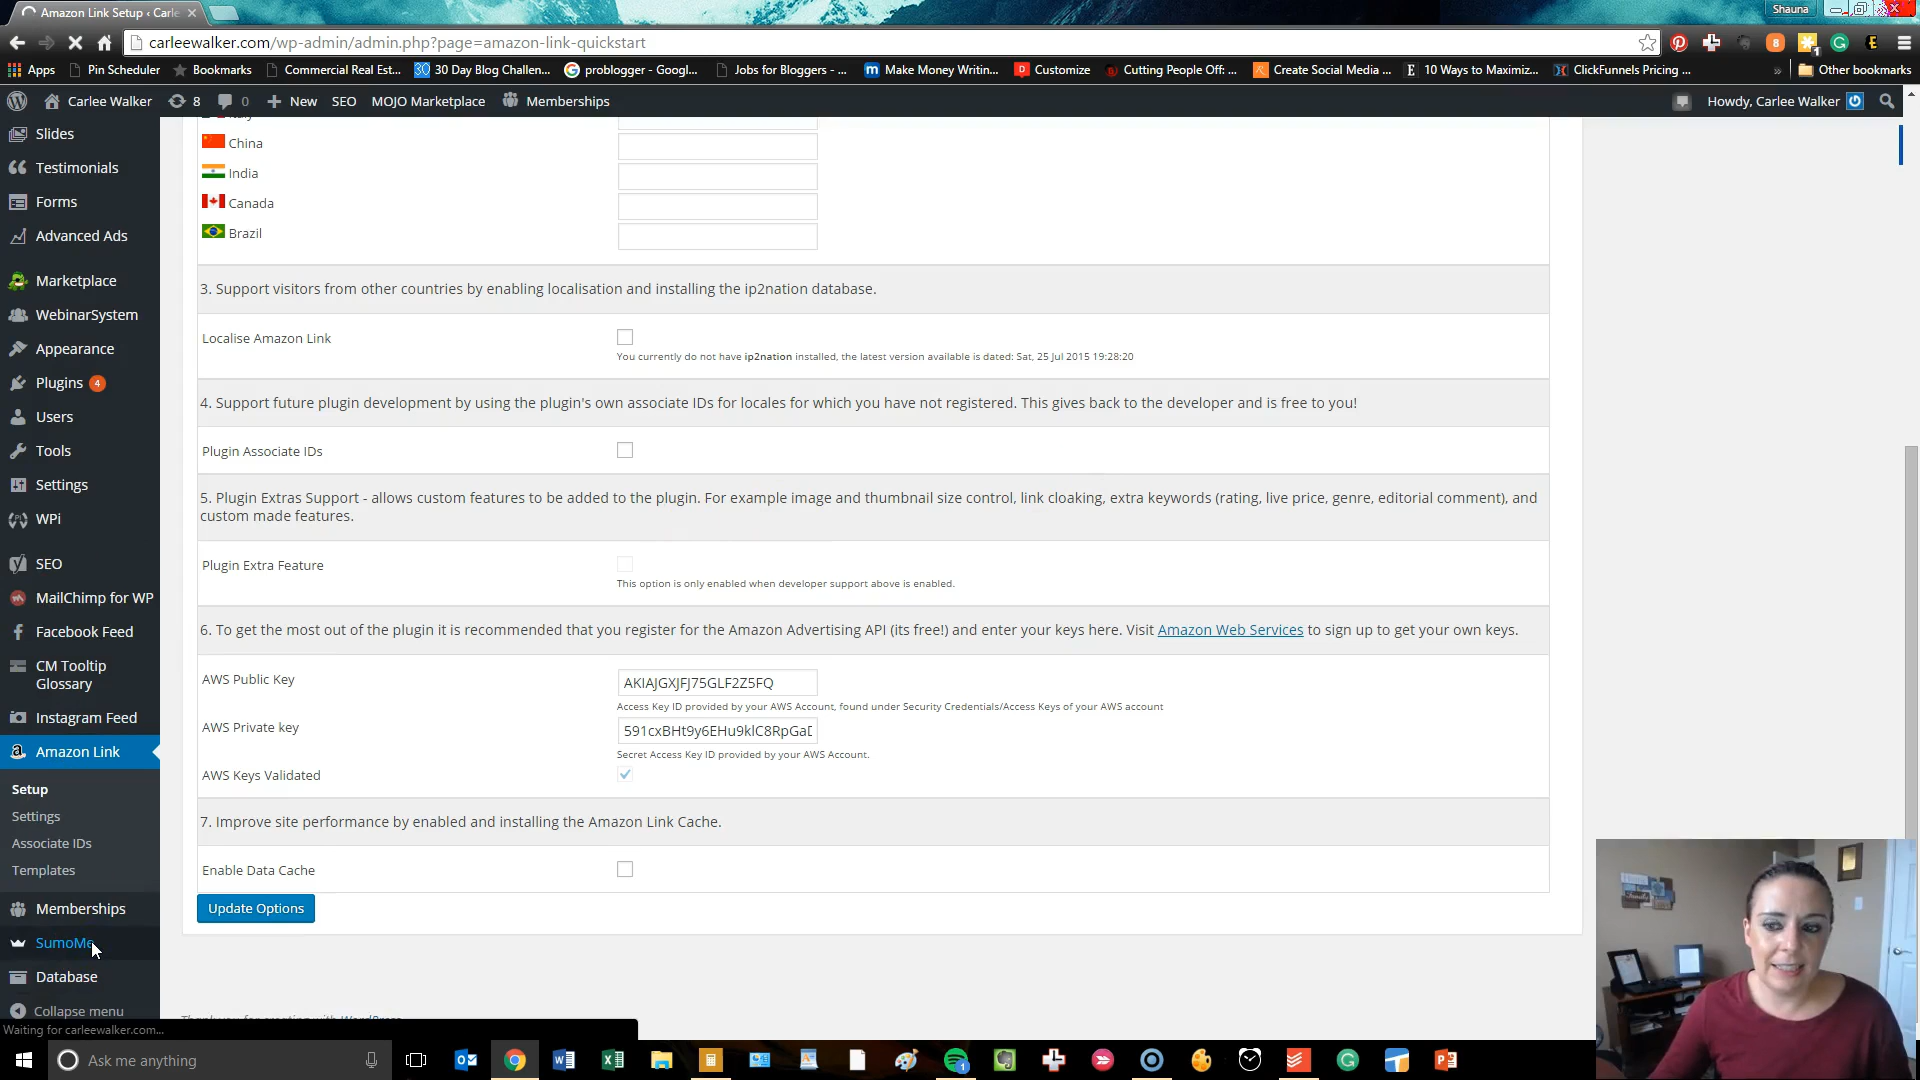 Amazon Link Setup ‹ Carle
Shauna
carleewalker.com/wp-admin/admin.php?page=amazon-link-quickstart
Apps Pin Scheduler Bookmarks Commercial Real Est... 30 Day Blog Challen... problogger - Googl... Jobs for Bloggers - ... Make Money Writin... Customize Cutting People Off: ... Create Social Media ... 10 Ways to Maximiz... ClickFunnels Pricing ... » Other bookmarks
Carlee Walker 8 0 New SEO MOJO Marketplace Memberships Howdy, Carlee Walker
Slides
Testimonials
Forms
Advanced Ads
Marketplace
WebinarSystem
Appearance
Plugins 4
Users
Tools
Settings
WPi
SEO
MailChimp for WP
Facebook Feed
CM Tooltip
Glossary
Instagram Feed
Amazon Link
Setup
Settings
Associate IDs
Templates
Memberships
SumoMe
Database
Collapse menu
Italy
China
India
Canada
Brazil
3. Support visitors from other countries by enabling localisation and installing the ip2nation database.
Localise Amazon Link
You currently do not have ip2nation installed, the latest version available is dated: Sat, 25 Jul 2015 19:28:20
4. Support future plugin development by using the plugin's own associate IDs for locales for which you have not registered. This gives back to the developer and is free to you!
Plugin Associate IDs
5. Plugin Extras Support - allows custom features to be added to the plugin. For example image and thumbnail size control, link cloaking, extra keywords (rating, live price, genre, editorial comment), and
custom made features.
Plugin Extra Feature
This option is only enabled when developer support above is enabled.
6. To get the most out of the plugin it is recommended that you register for the Amazon Advertising API (its free!) and enter your keys here. Visit Amazon Web Services to sign up to get your own keys.
AWS Public Key AKIAJGXJFJ75GLF2Z5FQ
Access Key ID provided by your AWS Account, found under Security Credentials/Access Keys of your AWS account
AWS Private key 591cxBHt9y6EHu9klC8RpGaD
Secret Access Key ID provided by your AWS Account.
AWS Keys Validated
7. Improve site performance by enabled and installing the Amazon Link Cache.
Enable Data Cache
Update Options
Thank you for creating with WordPress
Waiting for carleewalker.com...
Ask me anything